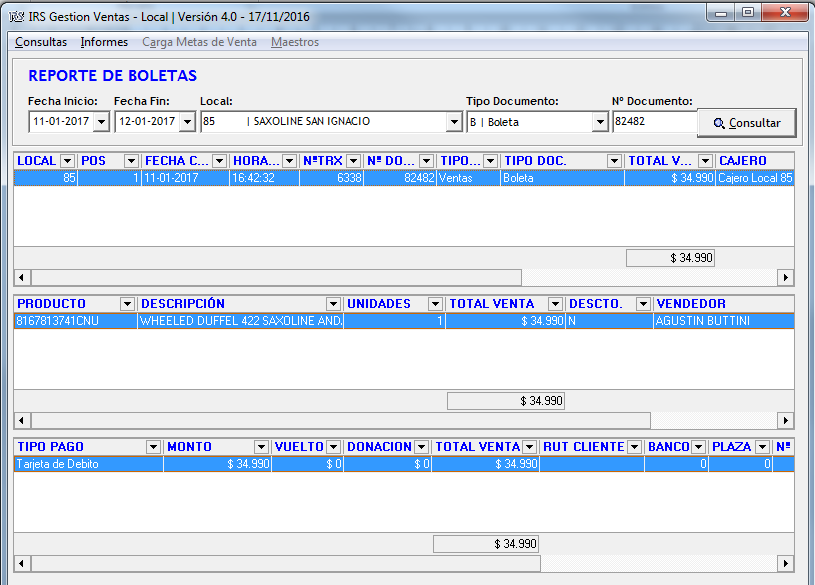 IRS Gestion Ventas - Local | Versión 4.0 - 17/11/2016
Consultas Informes Carga Metas de Venta Maestros
REPORTE DE BOLETAS
Fecha Inicio: Fecha Fin: Local: Tipo Documento: Nº Documento:
11-01-2017 12-01-2017 85 | SAXOLINE SAN IGNACIO B | Boleta 82482 Consultar
LOCAL POS FECHA C... HORA... NºTRX Nº DO... TIPO... TIPO DOC. TOTAL V... CAJERO
85 1 11-01-2017 16:42:32 6338 82482 Ventas Boleta $ 34.990 Cajero Local 85
$ 34.990
PRODUCTO DESCRIPCIÓN UNIDADES TOTAL VENTA DESCTO. VENDEDOR
8167813741CNU WHEELED DUFFEL 422 SAXOLINE AND. 1 $ 34.990 N AGUSTIN BUTTINI
$ 34.990
TIPO PAGO MONTO VUELTO DONACION TOTAL VENTA RUT CLIENTE BANCO PLAZA Nº
Tarjeta de Debito $ 34.990 $ 0 $ 0 $ 34.990 0 0
$ 34.990